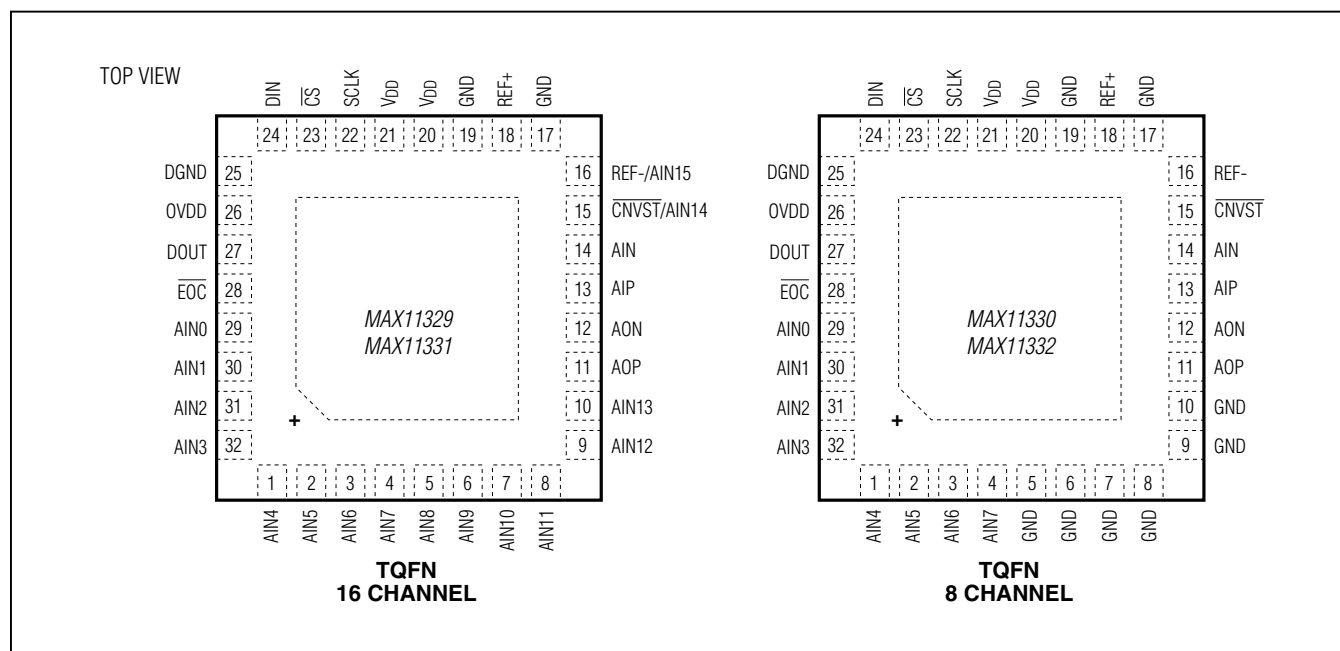 TOP VIEW
DIN
C̅S̅
SCLK
VDD
VDD
GND
REF+
GND
24 23 22 21 20 19 18 17
DGND 25
OVDD 26
DOUT 27
E̅O̅C̅ 28
AIN0 29
AIN1 30
AIN2 31
AIN3 32
16 REF-/AIN15
15 C̅N̅V̅S̅T̅/AIN14
14 AIN
13 AIP
12 AON
11 AOP
10 AIN13
9 AIN12
MAX11329
MAX11331
+
1 2 3 4 5 6 7 8
AIN4
AIN5
AIN6
AIN7
AIN8
AIN9
AIN10
AIN11
TQFN
16 CHANNEL
DIN
C̅S̅
SCLK
VDD
VDD
GND
REF+
GND
24 23 22 21 20 19 18 17
DGND 25
OVDD 26
DOUT 27
E̅O̅C̅ 28
AIN0 29
AIN1 30
AIN2 31
AIN3 32
16 REF-
15 C̅N̅V̅S̅T̅
14 AIN
13 AIP
12 AON
11 AOP
10 GND
9 GND
MAX11330
MAX11332
+
1 2 3 4 5 6 7 8
AIN4
AIN5
AIN6
AIN7
GND
GND
GND
GND
TQFN
8 CHANNEL